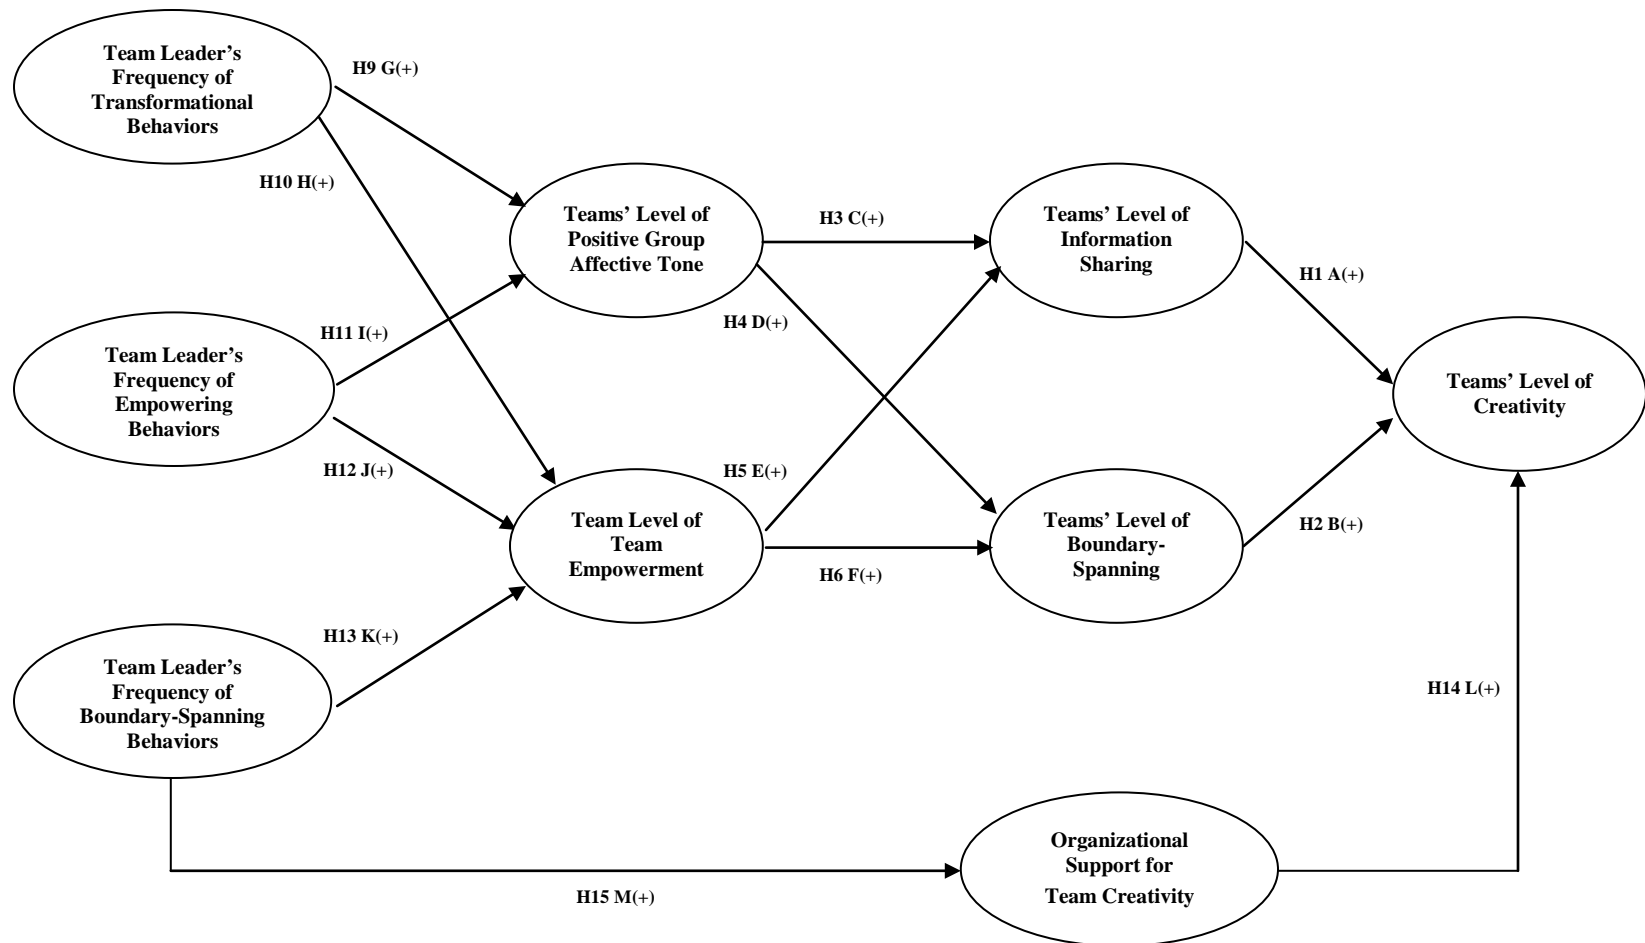 Team Leader's
Frequency of
Transformational
Behaviors
H9 G(+)
H10 H(+)
Teams' Level of
Positive Group
Affective Tone
H3 C(+)
Teams' Level of
Information
Sharing
H1 A(+)
H11 I(+)
H4 D(+)
Team Leader's
Frequency of
Empowering
Behaviors
Teams' Level of
Creativity
H12 J(+)
H5 E(+)
Team Level of
Team
Empowerment
Teams' Level of
Boundary-
Spanning
H2 B(+)
H6 F(+)
H13 K(+)
Team Leader's
Frequency of
Boundary-Spanning
Behaviors
H14 L(+)
Organizational
Support for
Team Creativity
H15 M(+)